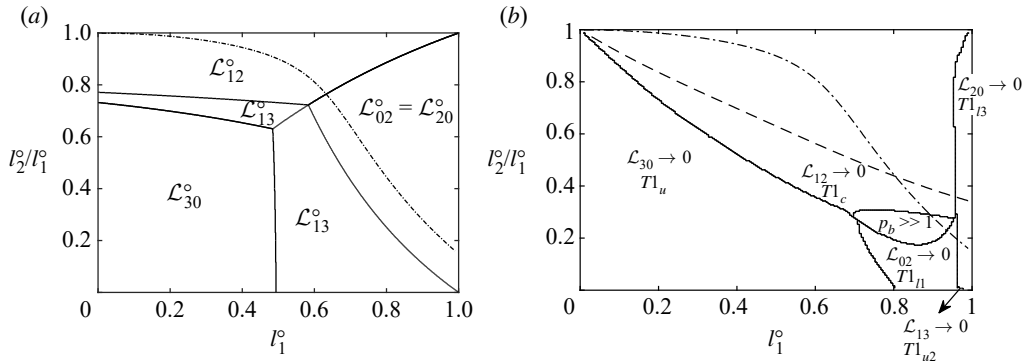 (a)
1.0
0.8
0.6
0.4
0.2
l₂°/l₁°
ℒ₁₂°
ℒ₁₃°
ℒ₀₂° = ℒ₂₀°
ℒ₃₀°
ℒ₁₃°
0 0.2 0.4 0.6 0.8 1.0
l₁°
(b)
1
0.8
0.6
0.4
0.2
l₂°/l₁°
ℒ₂₀ → 0
T1ₗ₃
ℒ₃₀ → 0
T1ᵤ
ℒ₁₂ → 0
T1_c
p_b >> 1
ℒ₀₂ → 0
T1ₗ₁
0 0.2 0.4 0.6 0.8 1
l₁°
ℒ₁₃ → 0
T1ᵤ₂